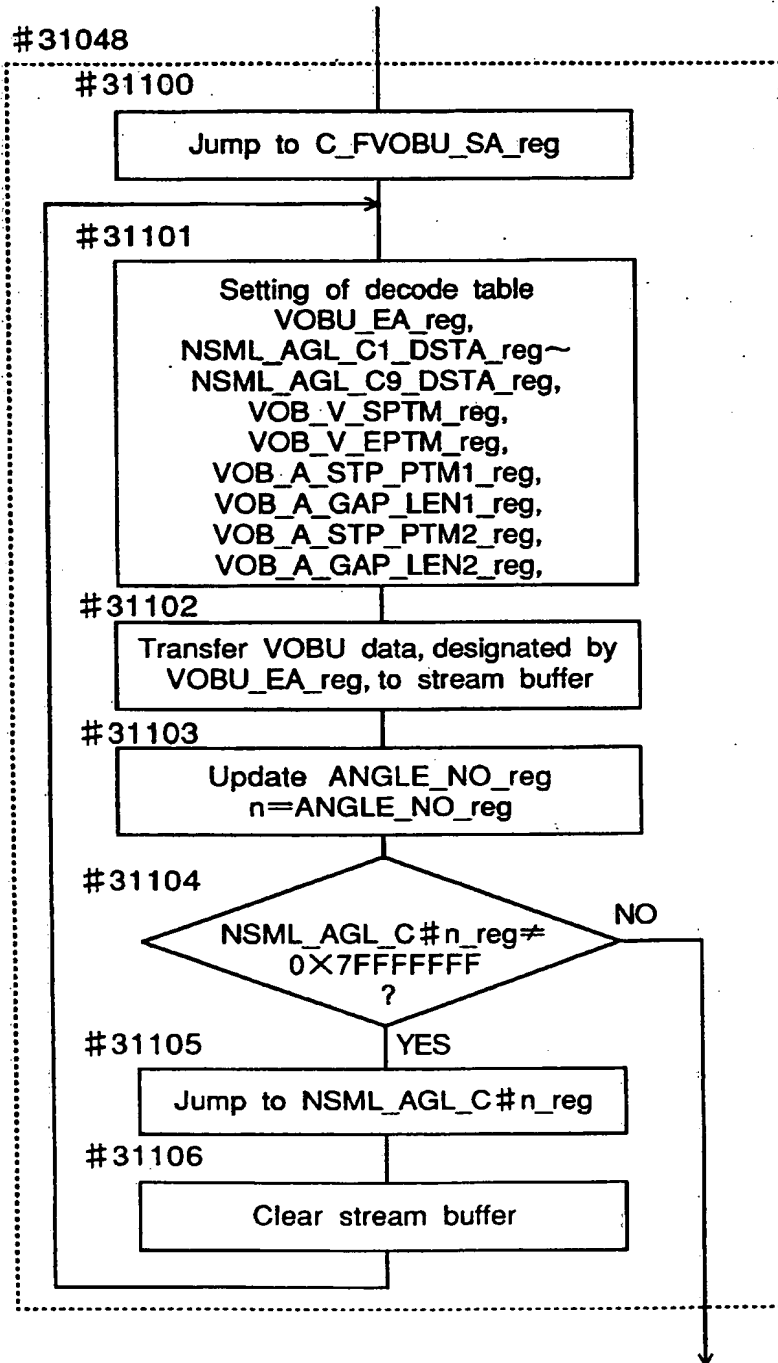 #31048
#31100
Jump to C_FVOBU_SA_reg
#31101
Setting of decode table
VOBU_EA_reg,
NSML_AGL_C1_DSTA_reg~
NSML_AGL_C9_DSTA_reg,
VOB_V_SPTM_reg,
VOB_V_EPTM_reg,
VOB_A_STP_PTM1_reg,
VOB_A_GAP_LEN1_reg,
VOB_A_STP_PTM2_reg,
VOB_A_GAP_LEN2_reg,
#31102
Transfer VOBU data, designated by
VOBU_EA_reg, to stream buffer
#31103
Update ANGLE_NO_reg
n=ANGLE_NO_reg
#31104
NO
NSML_AGL_C#n_reg≠
0×7FFFFFFF
?
#31105
YES
Jump to NSML_AGL_C#n_reg
#31106
Clear stream buffer